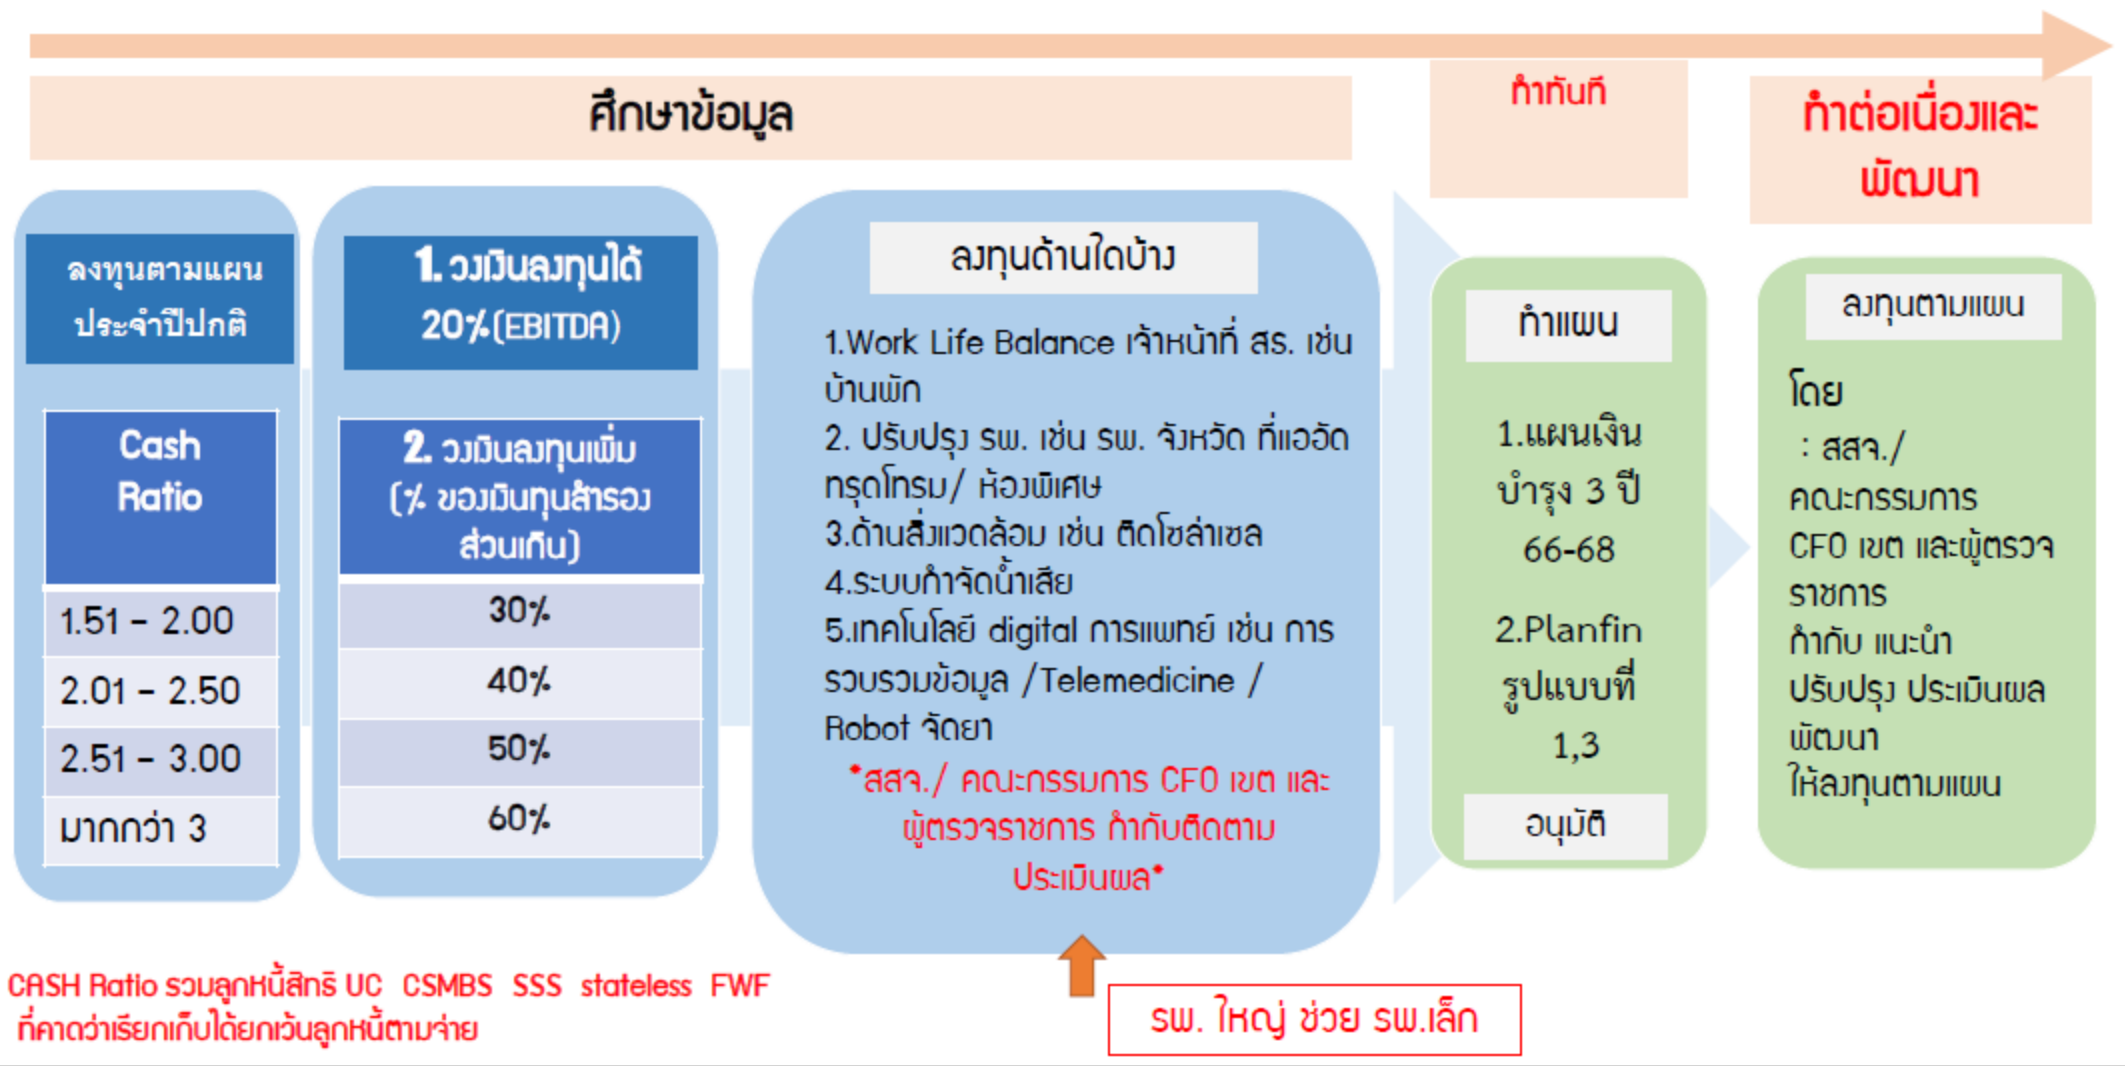 ศึกษาข้อมูล
ทำทันที
ทำต่อเนื่องและ
พัฒนา
ลงทุนตามแผน
ประจำปีปกติ
Cash
Ratio
1.51 - 2.00
2.01 - 2.50
2.51 - 3.00
มากกว่า 3
1. วงเงินลงทุนได้
20%(EBITDA)
2. วงเงินลงทุนเพิ่ม
(% ของเงินทุนสำรอง
ส่วนเกิน)
30%
40%
50%
60%
ลงทุนด้านใดบ้าง
1.Work Life Balance เจ้าหน้าที่ สธ. เช่น
บ้านพัก
2. ปรับปรุง รพ. เช่น รพ. จังหวัด ที่แออัด
ทรุดโทรม/ ห้องพิเศษ
3.ด้านสิ่งแวดล้อม เช่น ติดโซล่าเซล
4.ระบบกำจัดน้ำเสีย
5.เทคโนโลยี digital การแพทย์ เช่น การ
รวบรวมข้อมูล /Telemedicine /
Robot จัดยา
*สสจ./ คณะกรรมการ CFO เขต และ
ผู้ตรวจราชการ กำกับติดตาม
ประเมินผล*
ทำแผน
1.แผนเงิน
บำรุง 3 ปี
66-68
2.Planfin
รูปแบบที่
1,3
อนุมัติ
ลงทุนตามแผน
โดย
: สสจ./
คณะกรรมการ
CFO เขต และผู้ตรวจ
ราชการ
กำกับ แนะนำ
ปรับปรุง ประเมินผล
พัฒนา
ให้ลงทุนตามแผน
CASH Ratio รวมลูกหนี้สิทธิ UC CSMBS SSS stateless FWF
ที่คาดว่าเรียกเก็บได้ยกเว้นลูกหนี้ตามจ่าย
รพ. ใหญ่ ช่วย รพ.เล็ก